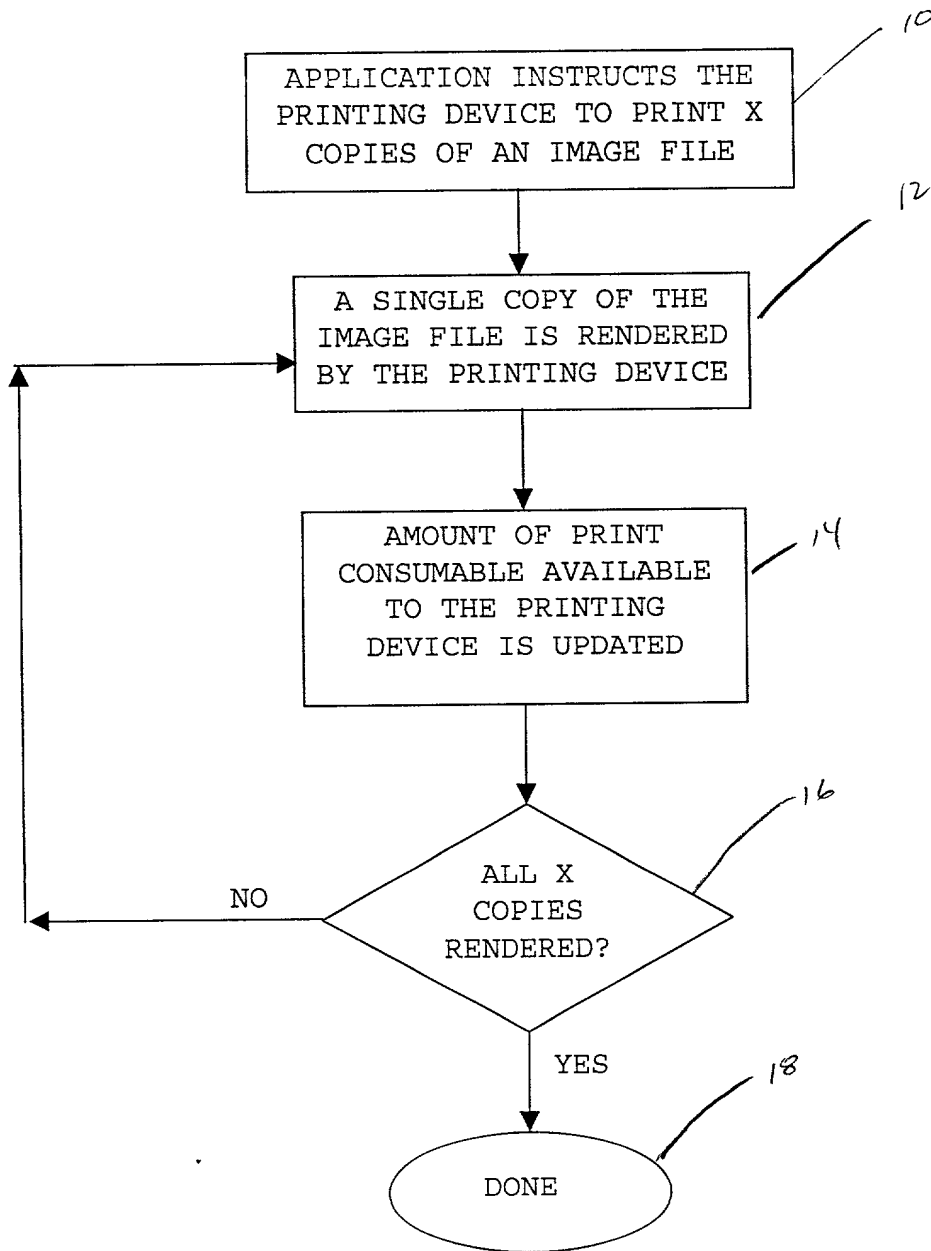 10
APPLICATION INSTRUCTS THE
PRINTING DEVICE TO PRINT X
COPIES OF AN IMAGE FILE
12
A SINGLE COPY OF THE
IMAGE FILE IS RENDERED
BY THE PRINTING DEVICE
14
AMOUNT OF PRINT
CONSUMABLE AVAILABLE
TO THE PRINTING
DEVICE IS UPDATED
16
ALL X
COPIES
RENDERED?
NO
YES
18
DONE